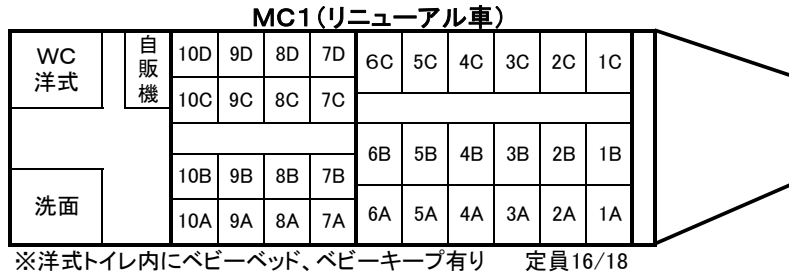 MC1(リニューアル車)
WC
洋式
自
販
機
10D 9D 8D 7D 6C 5C 4C 3C 2C 1C
10C 9C 8C 7C
6B 5B 4B 3B 2B 1B
10B 9B 8B 7B
洗面
10A 9A 8A 7A 6A 5A 4A 3A 2A 1A
※洋式トイレ内にベビーベッド、ベビーキープ有り 定員16/18